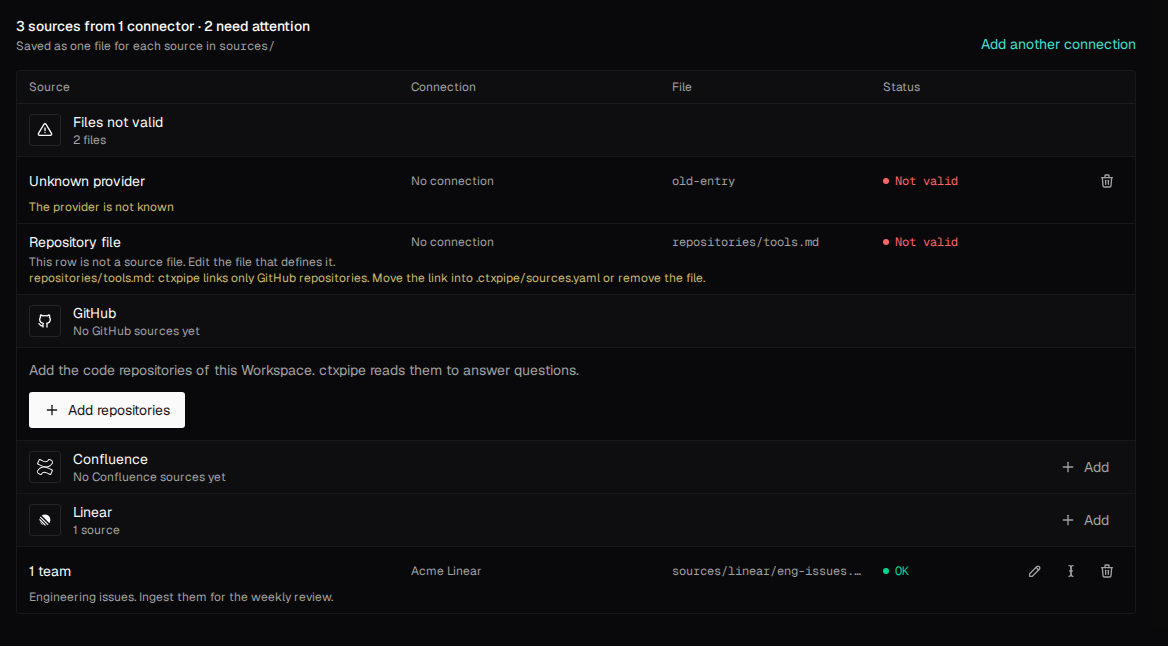 3 sources from 1 connector · 2 need attention
Saved as one file for each source in sources/
Add another connection
Source Connection File Status
Files not valid
2 files
Unknown provider No connection old-entry Not valid
The provider is not known
Repository file No connection repositories/tools.md Not valid
This row is not a source file. Edit the file that defines it.
repositories/tools.md: ctxpipe links only GitHub repositories. Move the link into .ctxpipe/sources.yaml or remove the file.
GitHub
No GitHub sources yet
Add the code repositories of this Workspace. ctxpipe reads them to answer questions.
+ Add repositories
Confluence
No Confluence sources yet
+ Add
Linear
1 source
+ Add
1 team Acme Linear sources/linear/eng-issues.… OK
Engineering issues. Ingest them for the weekly review.